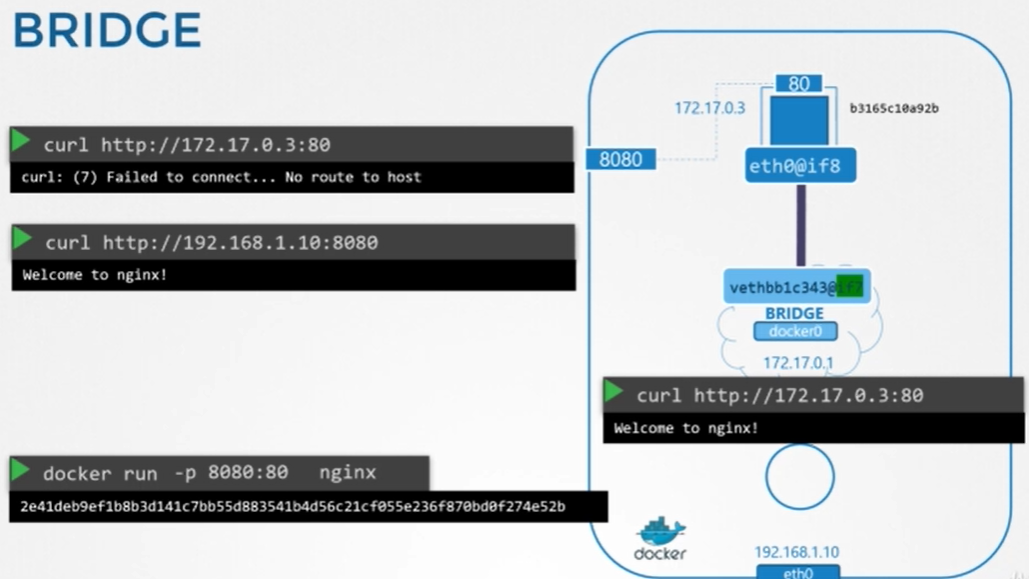 BRIDGE
curl http://172.17.0.3:80
curl: (7) Failed to connect... No route to host
curl http://192.168.1.10:8080
Welcome to nginx!
docker run -p 8080:80 nginx
2e41deb9ef1b8b3d141c7bb55d883541b4d56c21cf055e236f870bd0f274e52b
80
172.17.0.3
b3165c10a92b
8080
eth0@if8
vethbb1c343@if7
BRIDGE
docker0
172.17.0.1
curl http://172.17.0.3:80
Welcome to nginx!
docker
192.168.1.10
eth0